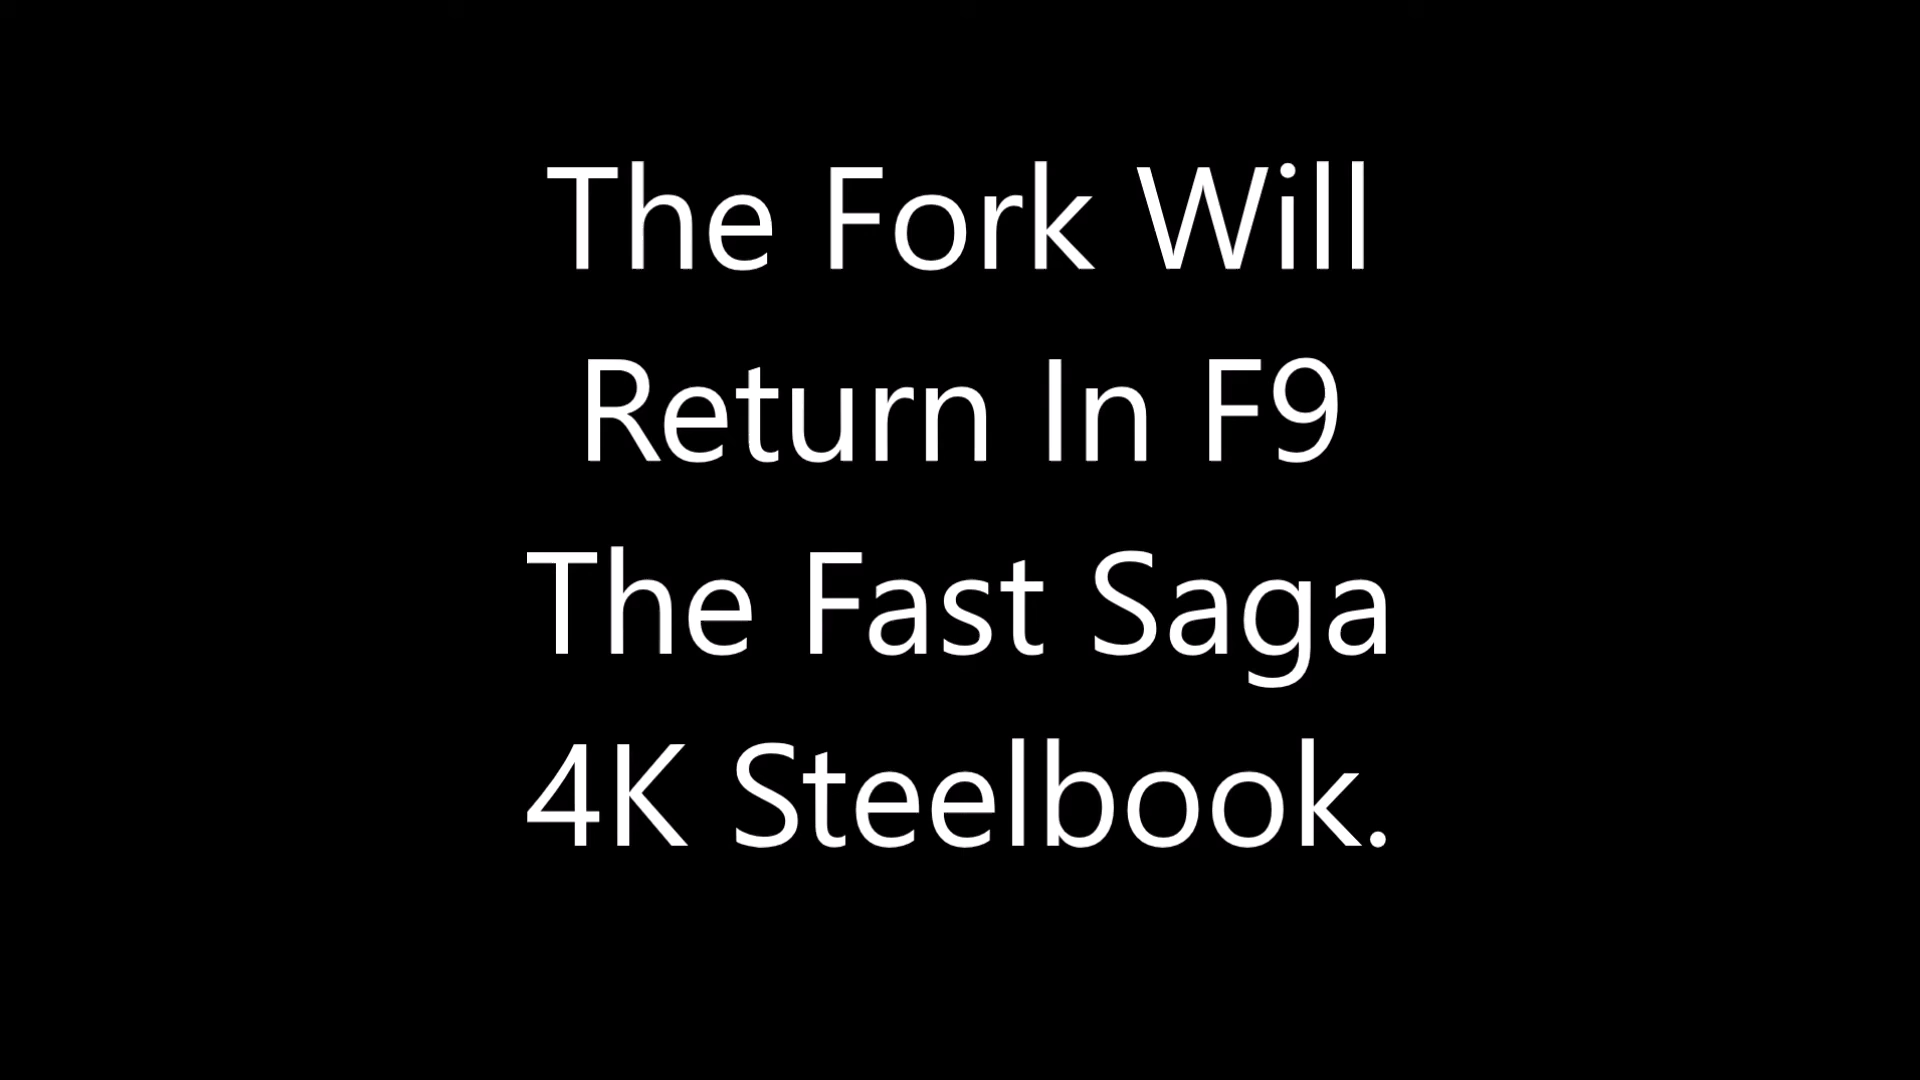 The Fork Will
Return In F9
The Fast Saga
4K Steelbook.